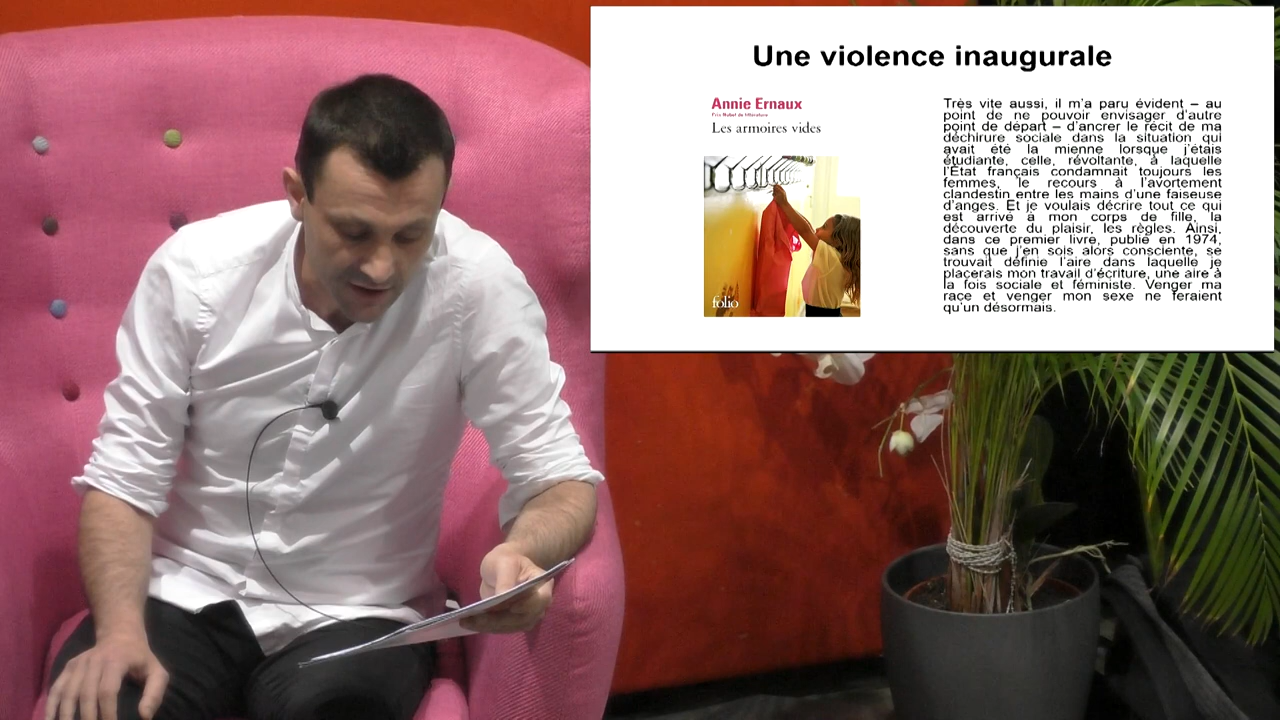 Une violence inaugurale
Annie Ernaux
Prix Nobel de littérature
Les armoires vides
folio
Très vite aussi, il m'a paru évident – au
point de ne pouvoir envisager d'autre
point de départ – d'ancrer le récit de ma
déchirure sociale dans la situation qui
avait été la mienne lorsque j'étais
étudiante, celle, révoltante, à laquelle
l'État français condamnait toujours les
femmes, le recours à l'avortement
clandestin entre les mains d'une faiseuse
d'anges. Et je voulais décrire tout ce qui
est arrivé à mon corps de fille, la
découverte du plaisir, les règles. Ainsi,
dans ce premier livre, publié en 1974,
sans que j'en sois alors consciente, se
trouvait définie l'aire dans laquelle je
placerais mon travail d'écriture, une aire à
la fois sociale et féministe. Venger ma
race et venger mon sexe ne feraient
qu'un désormais.